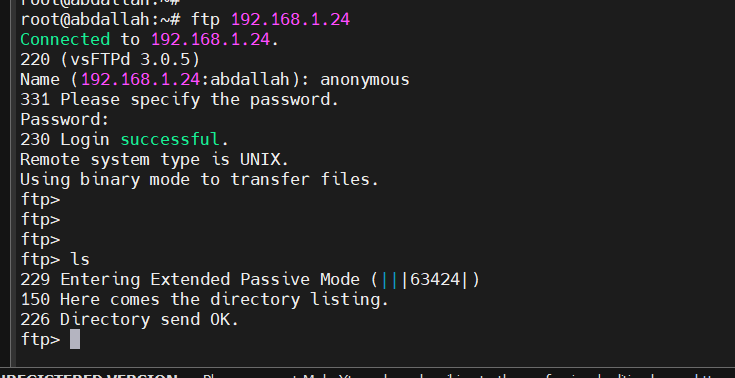 root@abdallah:~#
root@abdallah:~# ftp 192.168.1.24
Connected to 192.168.1.24.
220 (vsFTPd 3.0.5)
Name (192.168.1.24:abdallah): anonymous
331 Please specify the password.
Password:
230 Login successful.
Remote system type is UNIX.
Using binary mode to transfer files.
ftp>
ftp>
ftp>
ftp> ls
229 Entering Extended Passive Mode (|||63424|)
150 Here comes the directory listing.
226 Directory send OK.
ftp>